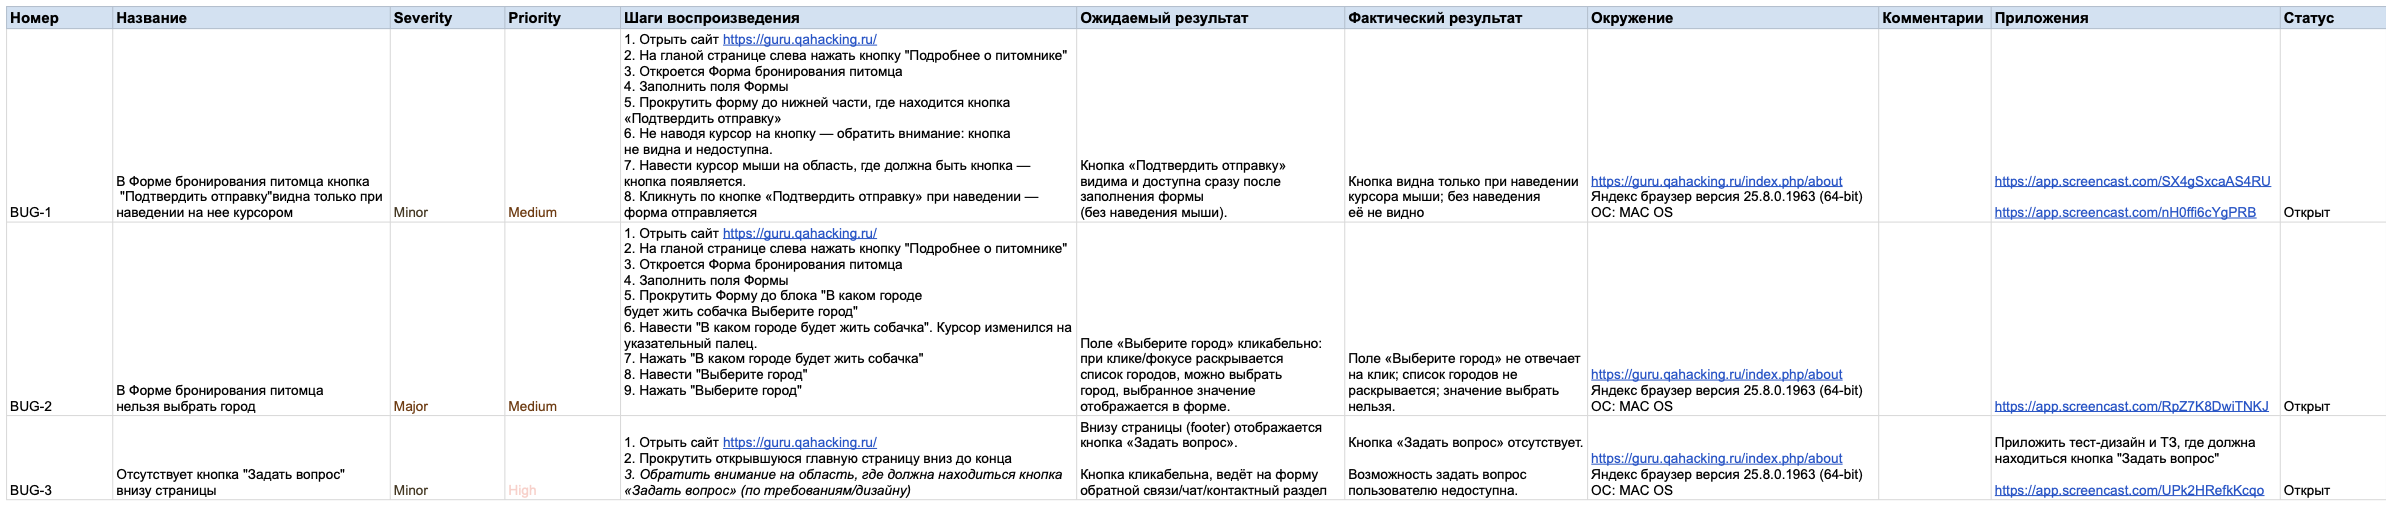 Номер Название Severity Priority Шаги воспроизведения Ожидаемый результат Фактический результат Окружение Комментарии Приложения Статус
BUG-1
В Форме бронирования питомца кнопка
"Подтвердить отправку"видна только при
наведении на нее курсором
Minor
Medium
1. Отрыть сайт https://guru.qahacking.ru/
2. На гланой странице слева нажать кнопку "Подробнее о питомнике"
3. Откроется Форма бронирования питомца
4. Заполнить поля Формы
5. Прокрутить форму до нижней части, где находится кнопка
«Подтвердить отправку»
6. Не наводя курсор на кнопку — обратить внимание: кнопка
не видна и недоступна.
7. Навести курсор мыши на область, где должна быть кнопка —
кнопка появляется.
8. Кликнуть по кнопке «Подтвердить отправку» при наведении —
форма отправляется
Кнопка «Подтвердить отправку»
видима и доступна сразу после
заполнения формы
(без наведения мыши).
Кнопка видна только при наведении
курсора мыши; без наведения
её не видно
https://guru.qahacking.ru/index.php/about
Яндекс браузер версия 25.8.0.1963 (64-bit)
ОС: MAC OS
https://app.screencast.com/SX4gSxcaAS4RU
https://app.screencast.com/nH0ffi6cYgPRB
Открыт
BUG-2
В Форме бронирования питомца
нельзя выбрать город
Major
Medium
1. Отрыть сайт https://guru.qahacking.ru/
2. На гланой странице слева нажать кнопку "Подробнее о питомнике"
3. Откроется Форма бронирования питомца
4. Заполнить поля Формы
5. Прокрутить Форму до блока "В каком городе
будет жить собачка Выберите город"
6. Навести "В каком городе будет жить собачка". Курсор изменился на
указательный палец.
7. Нажать "В каком городе будет жить собачка"
8. Навести "Выберите город"
9. Нажать "Выберите город"
Поле «Выберите город» кликабельно:
при клике/фокусе раскрывается
список городов, можно выбрать
город, выбранное значение
отображается в форме.
Поле «Выберите город» не отвечает
на клик; список городов не
раскрывается; значение выбрать
нельзя.
https://guru.qahacking.ru/index.php/about
Яндекс браузер версия 25.8.0.1963 (64-bit)
ОС: MAC OS
https://app.screencast.com/RpZ7K8DwiTNKJ
Открыт
BUG-3
Отсутствует кнопка "Задать вопрос"
внизу страницы
Minor
High
1. Отрыть сайт https://guru.qahacking.ru/
2. Прокрутить открывшуюся главную страницу вниз до конца
3. Обратить внимание на область, где должна находиться кнопка
«Задать вопрос» (по требованиям/дизайну)
Внизу страницы (footer) отображается
кнопка «Задать вопрос».
Кнопка кликабельна, ведёт на форму
обратной связи/чат/контактный раздел
Кнопка «Задать вопрос» отсутствует.
Возможность задать вопрос
пользователю недоступна.
https://guru.qahacking.ru/index.php/about
Яндекс браузер версия 25.8.0.1963 (64-bit)
ОС: MAC OS
Приложить тест-дизайн и ТЗ, где должна
находиться кнопка "Задать вопрос"
https://app.screencast.com/UPk2HRefkKcqo
Открыт